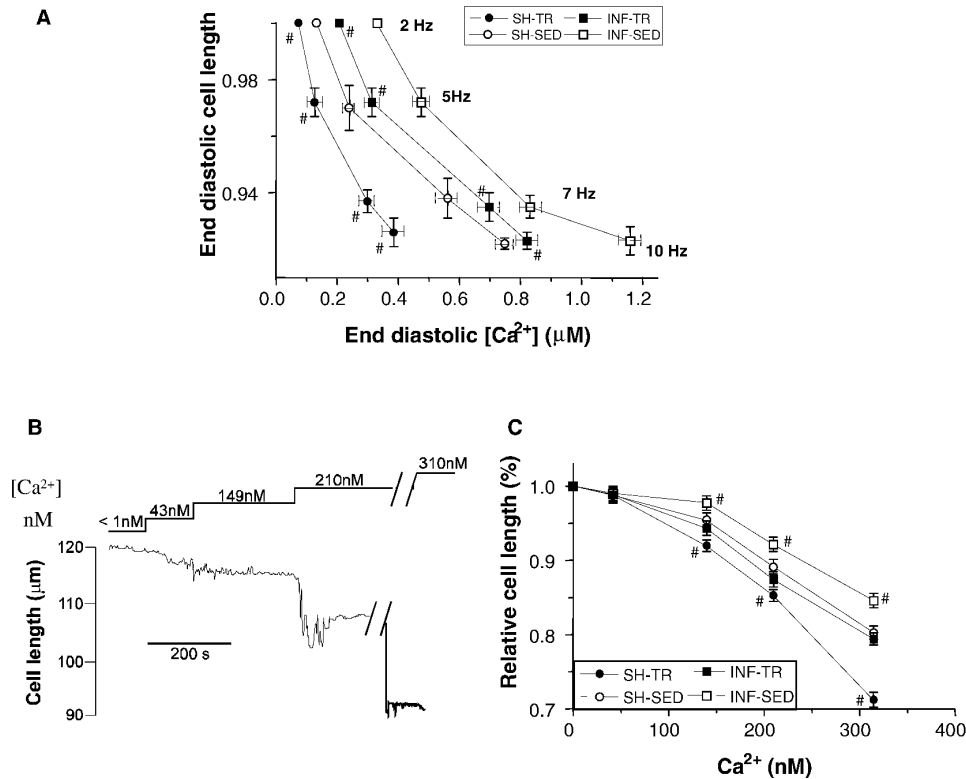 A
SH-TR
INF-TR
SH-SED
INF-SED
End diastolic cell length
0.98
0.94
#
#
#
#
#
#
#
#
2 Hz
5Hz
7 Hz
10 Hz
0.0 0.2 0.4 0.6 0.8 1.0 1.2
End diastolic [Ca2+] (μM)
B
[Ca2+]
nM
< 1nM
43nM
149nM
210nM
310nM
Cell length (μm)
120
110
100
90
200 s
C
Relative cell length (%)
1.0
0.9
0.8
0.7
#
#
#
#
#
#
SH-TR
INF-TR
SH-SED
INF-SED
0 100 200 300 400
Ca2+ (nM)